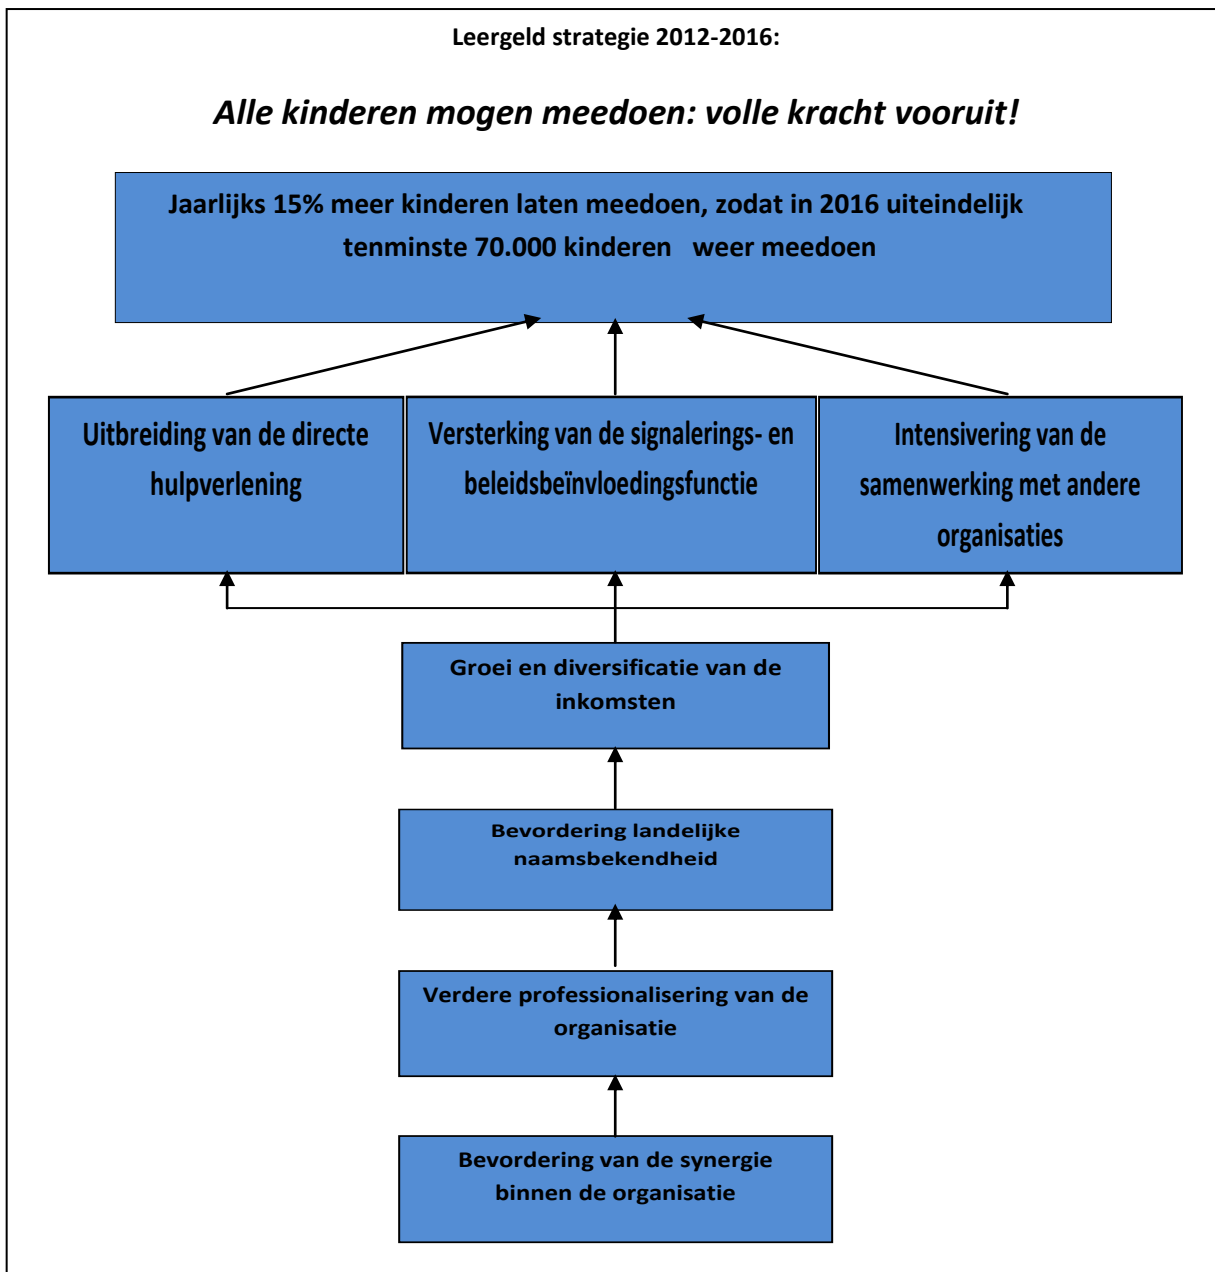 Leergeld strategie 2012-2016:
Alle kinderen mogen meedoen: volle kracht vooruit!
Jaarlijks 15% meer kinderen laten meedoen, zodat in 2016 uiteindelijk
tenminste 70.000 kinderen weer meedoen
Uitbreiding van de directe
hulpverlening
Versterking van de signalerings- en
beleidsbeïnvloedingsfunctie
Intensivering van de
samenwerking met andere
organisaties
Groei en diversificatie van de
inkomsten
Bevordering landelijke
naamsbekendheid
Verdere professionalisering van de
organisatie
Bevordering van de synergie
binnen de organisatie